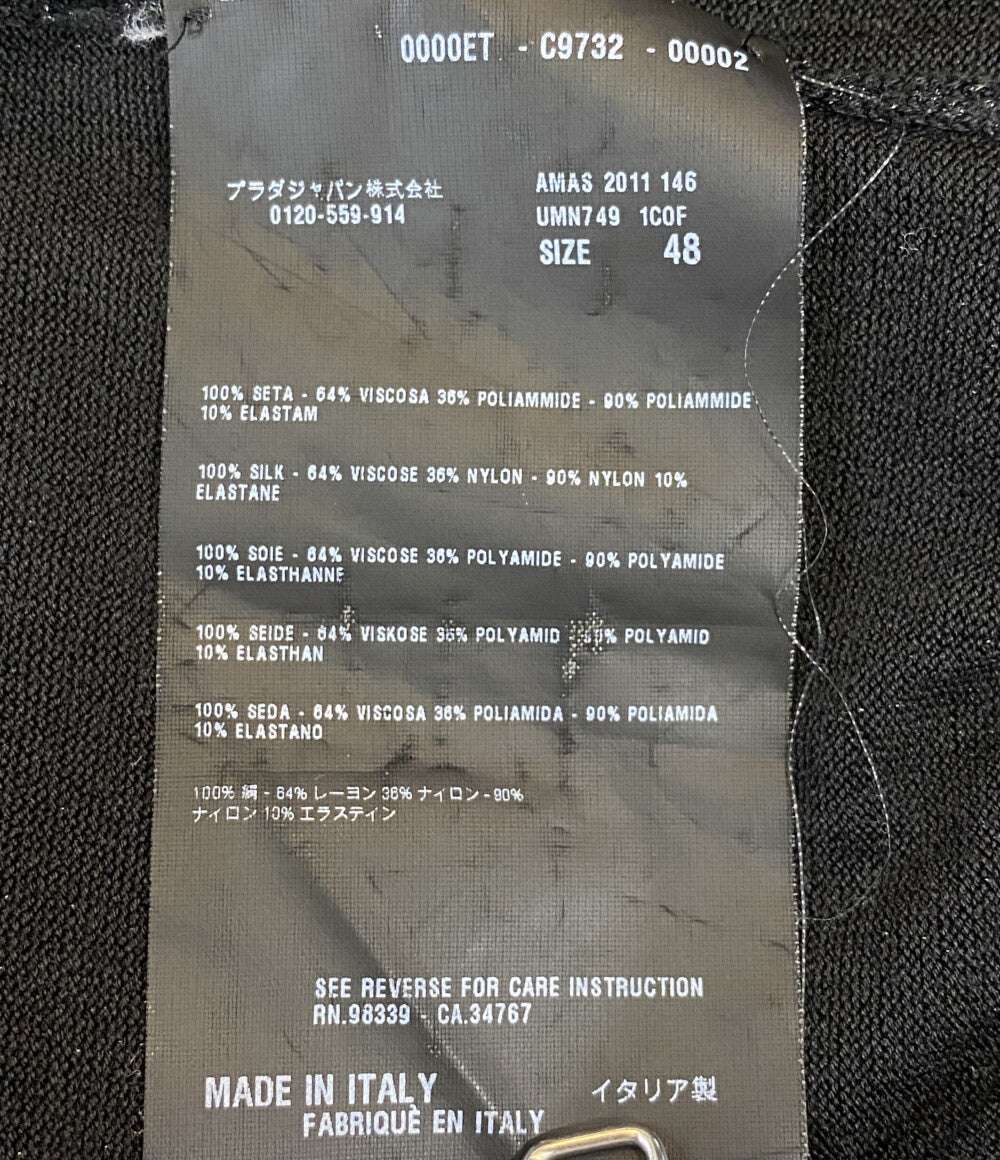 0000ET - C9732 - 00002
プラダジャパン株式会社
0120-559-914
AMAS 2011 146
UMN749 1C0F
SIZE 48
100% SETA - 64% VISCOSA 36% POLIAMMIDE - 90% POLIAMMIDE
10% ELASTAM
100% SILK - 64% VISCOSE 36% NYLON - 90% NYLON 10%
ELASTANE
100% SOIE - 64% VISCOSE 36% POLYAMIDE - 90% POLYAMIDE
10% ELASTHANNE
100% SEIDE - 64% VISKOSE 36% POLYAMID - 90% POLYAMID
10% ELASTHAN
100% SEDA - 64% VISCOSA 36% POLIAMIDA - 90% POLIAMIDA
10% ELASTANO
100% 絹 - 64% レーヨン 36% ナイロン - 90%
ナイロン 10% エラステイン
SEE REVERSE FOR CARE INSTRUCTION
RN.98339 - CA.34767
MADE IN ITALY
イタリア製
FABRIQUÈ EN ITALY